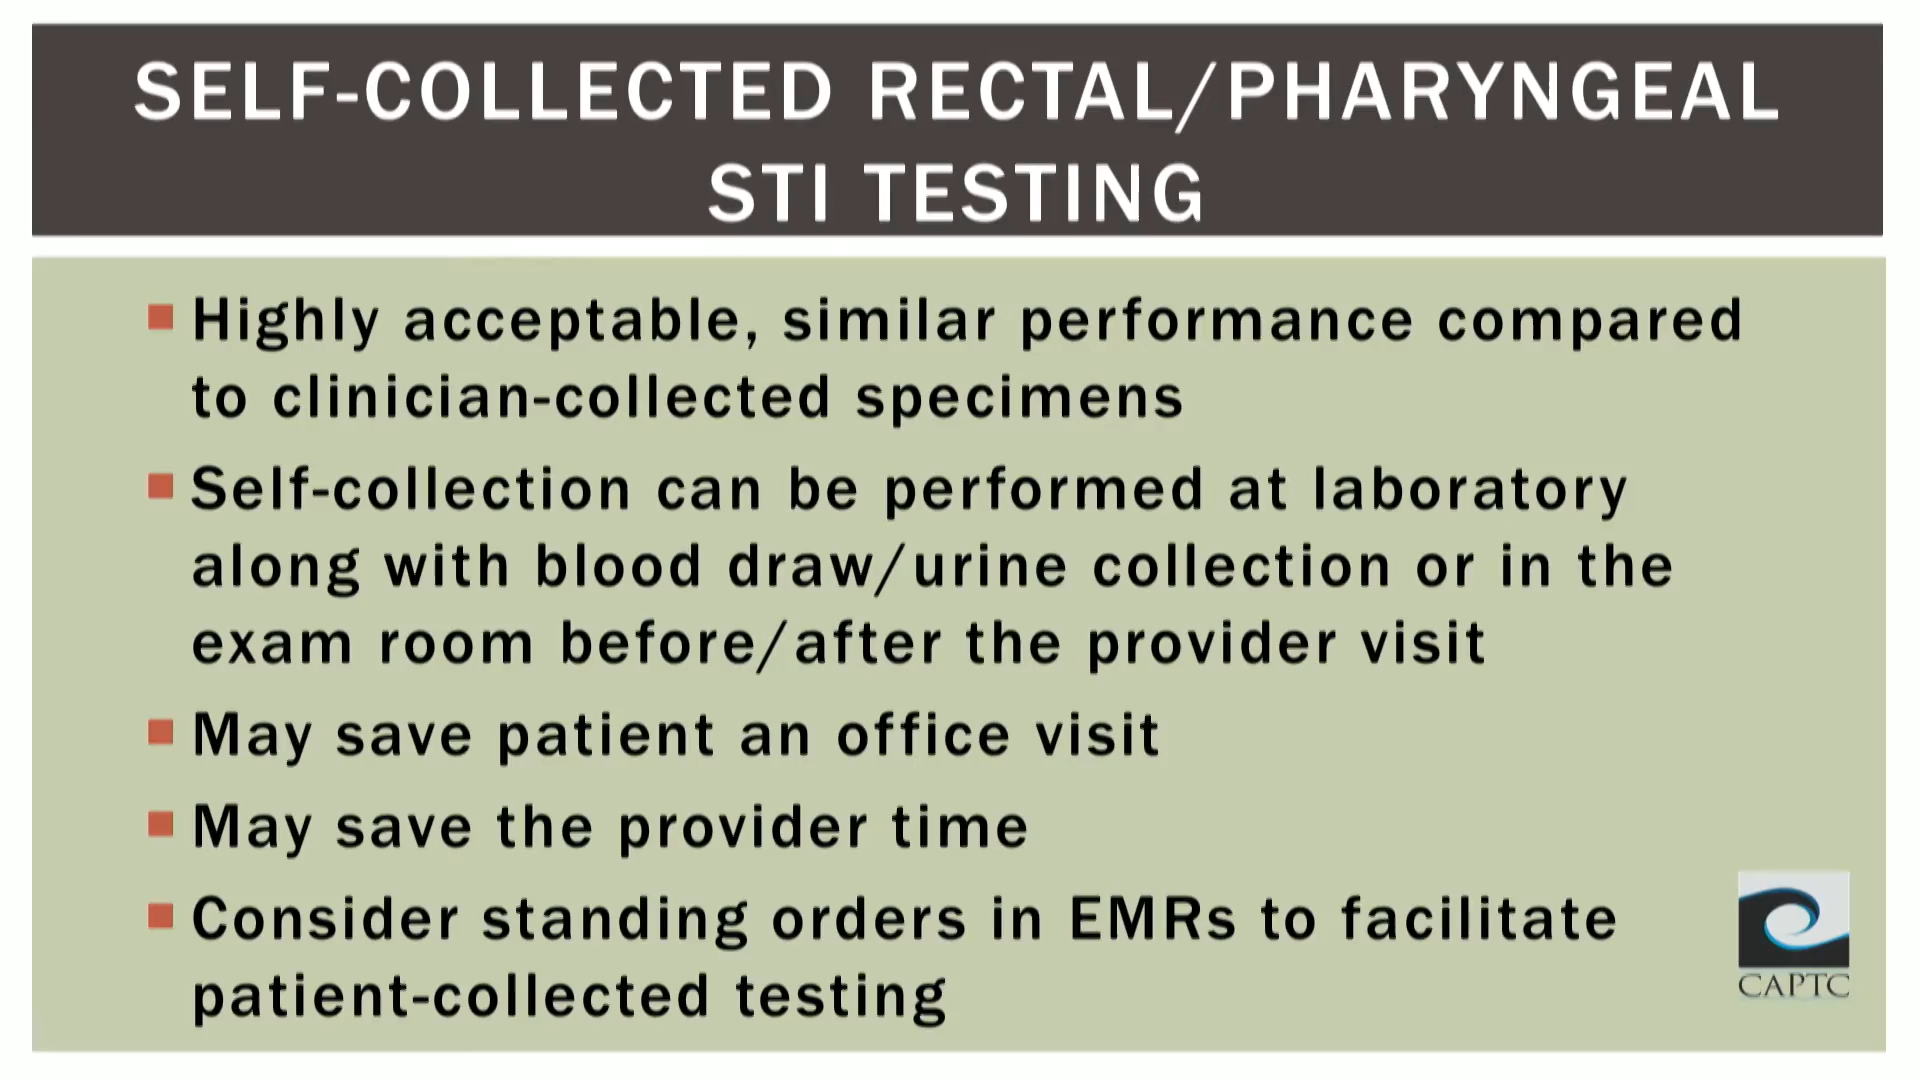 SELF-COLLECTED RECTAL/PHARYNGEAL
STI TESTING
Highly acceptable, similar performance compared
to clinician-collected specimens
Self-collection can be performed at laboratory
along with blood draw/urine collection or in the
exam room before/after the provider visit
May save patient an office visit
May save the provider time
Consider standing orders in EMRs to facilitate
patient-collected testing
CAPTC